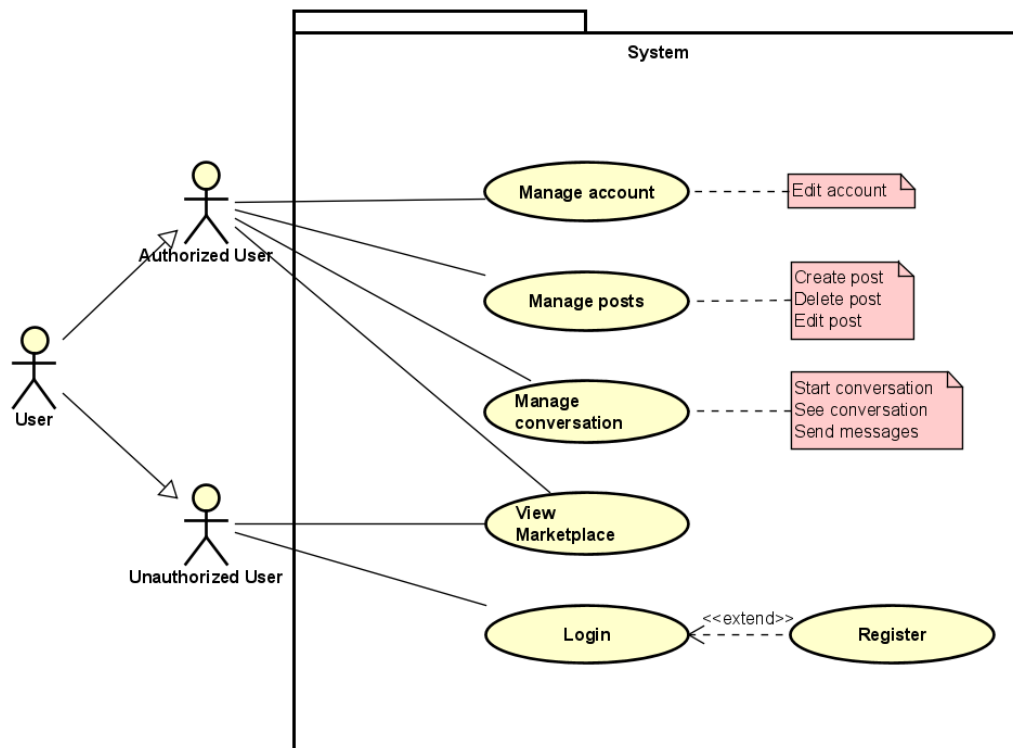 System
Manage account
Edit account
Authorized User
Create post
Delete post
Edit post
Manage posts
User
Start conversation
See conversation
Send messages
Manage
conversation
View
Marketplace
Unauthorized User
<<extend>>
Login
Register